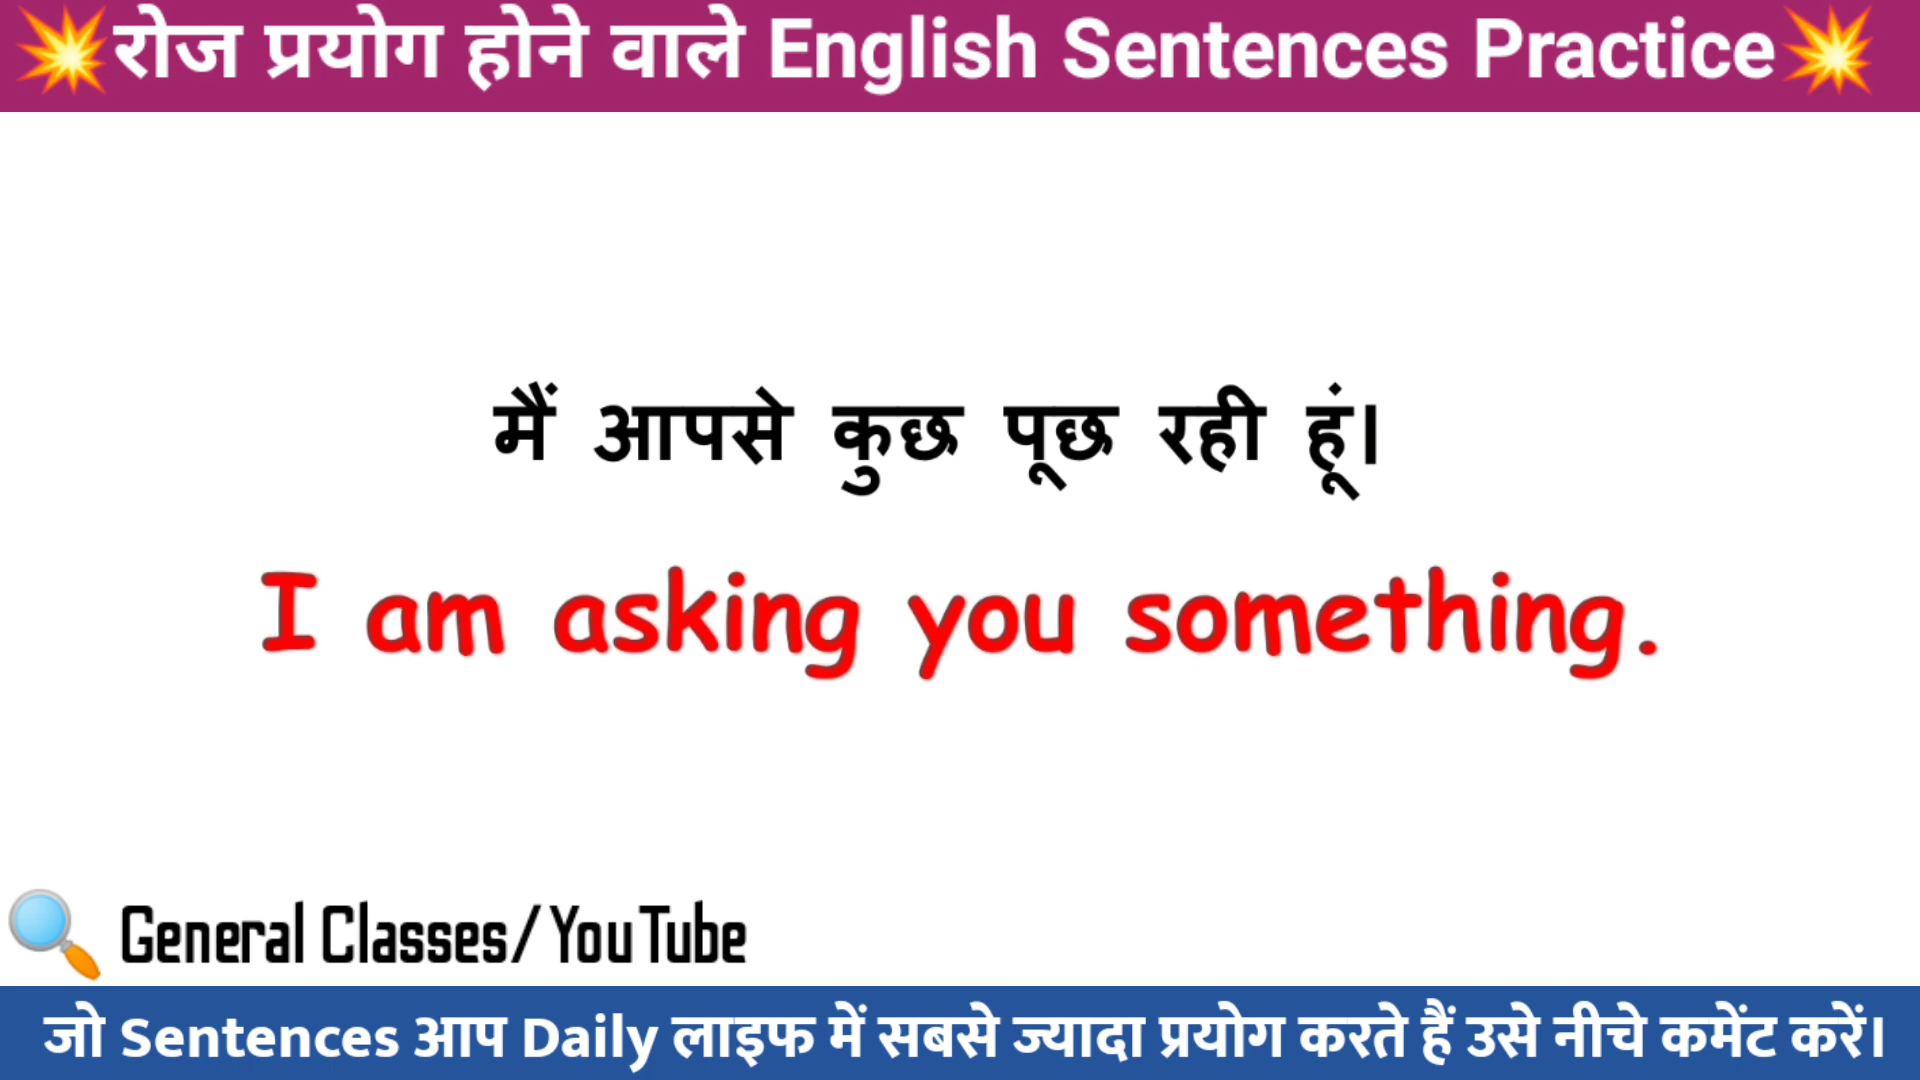 💥रोज प्रयोग होने वाले English Sentences Practice💥
मैं आपसे कुछ पूछ रही हूं।
I am asking you something.
🔍 General Classes/YouTube
जो Sentences आप Daily लाइफ में सबसे ज्यादा प्रयोग करते हैं उसे नीचे कमेंट करें।